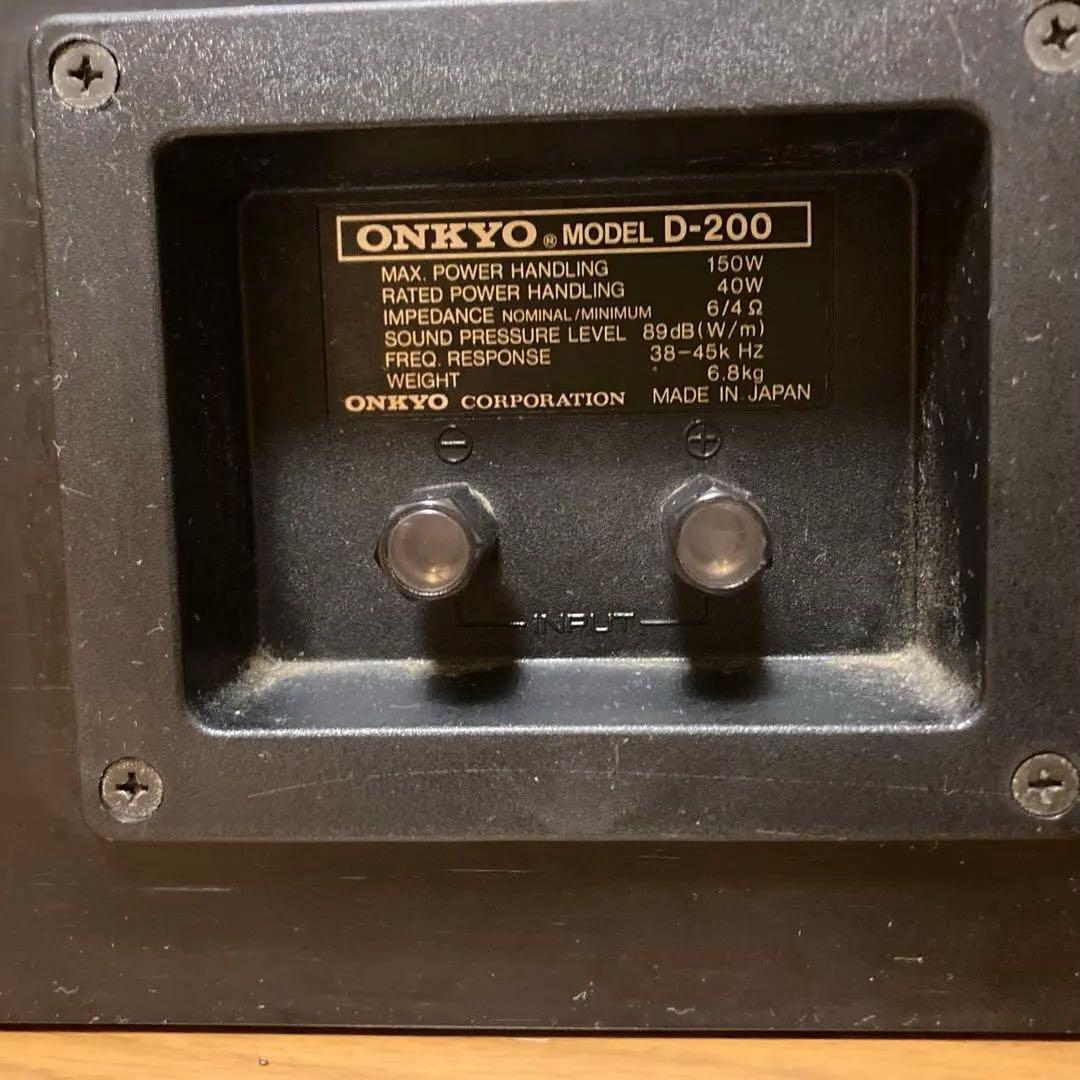 ONKYO ® MODEL D-200
MAX. POWER HANDLING 150W
RATED POWER HANDLING 40W
IMPEDANCE NOMINAL/MINIMUM 6/4 Ω
SOUND PRESSURE LEVEL 89dB(W/m)
FREQ. RESPONSE 38-45k Hz
WEIGHT 6.8kg
ONKYO CORPORATION MADE IN JAPAN
⊖ ⊕
INPUT